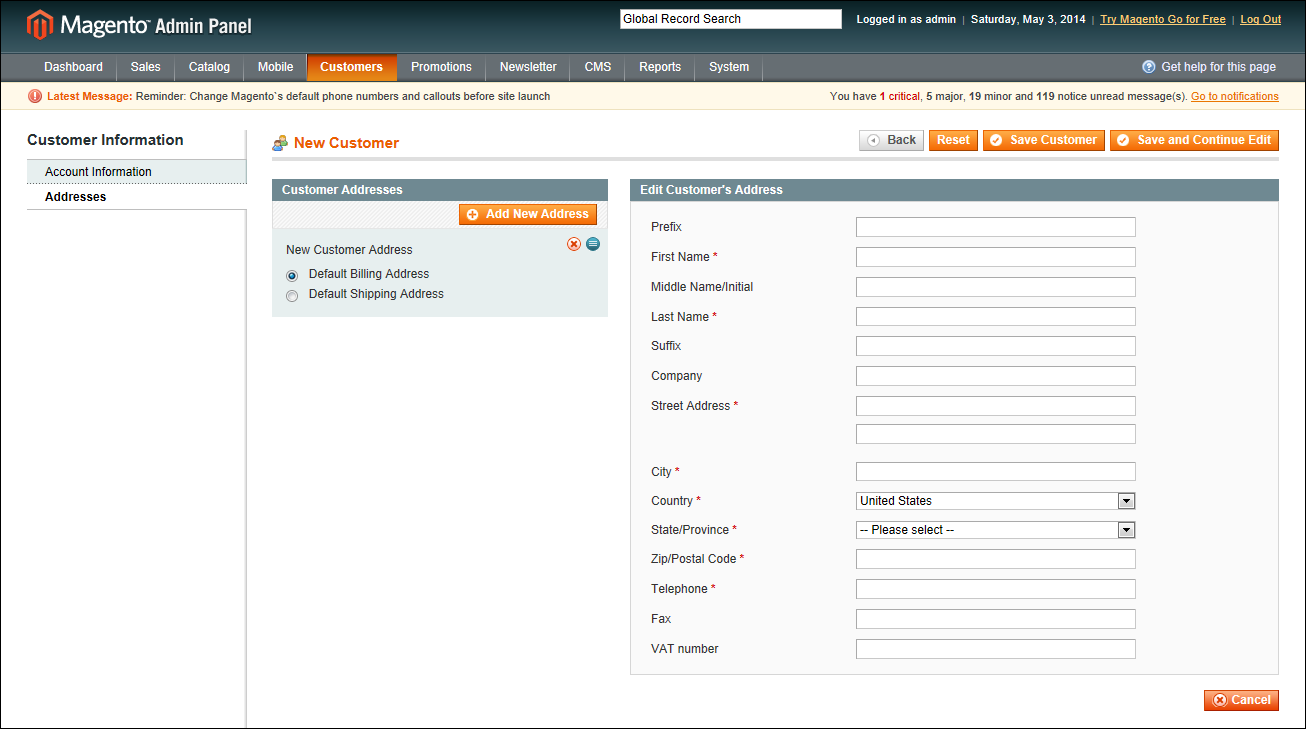 Magento™ Admin Panel
Global Record Search
Logged in as admin | Saturday, May 3, 2014 | Try Magento Go for Free | Log Out
Dashboard Sales Catalog Mobile Customers Promotions Newsletter CMS Reports System Get help for this page
Latest Message: Reminder: Change Magento`s default phone numbers and callouts before site launch
You have 1 critical, 5 major, 19 minor and 119 notice unread message(s). Go to notifications
Customer Information
Account Information
Addresses
New Customer
Back Reset Save Customer Save and Continue Edit
Customer Addresses
Add New Address
New Customer Address
Default Billing Address
Default Shipping Address
Edit Customer's Address
Prefix
First Name *
Middle Name/Initial
Last Name *
Suffix
Company
Street Address *
City *
Country * United States
State/Province * -- Please select --
Zip/Postal Code *
Telephone *
Fax
VAT number
Cancel